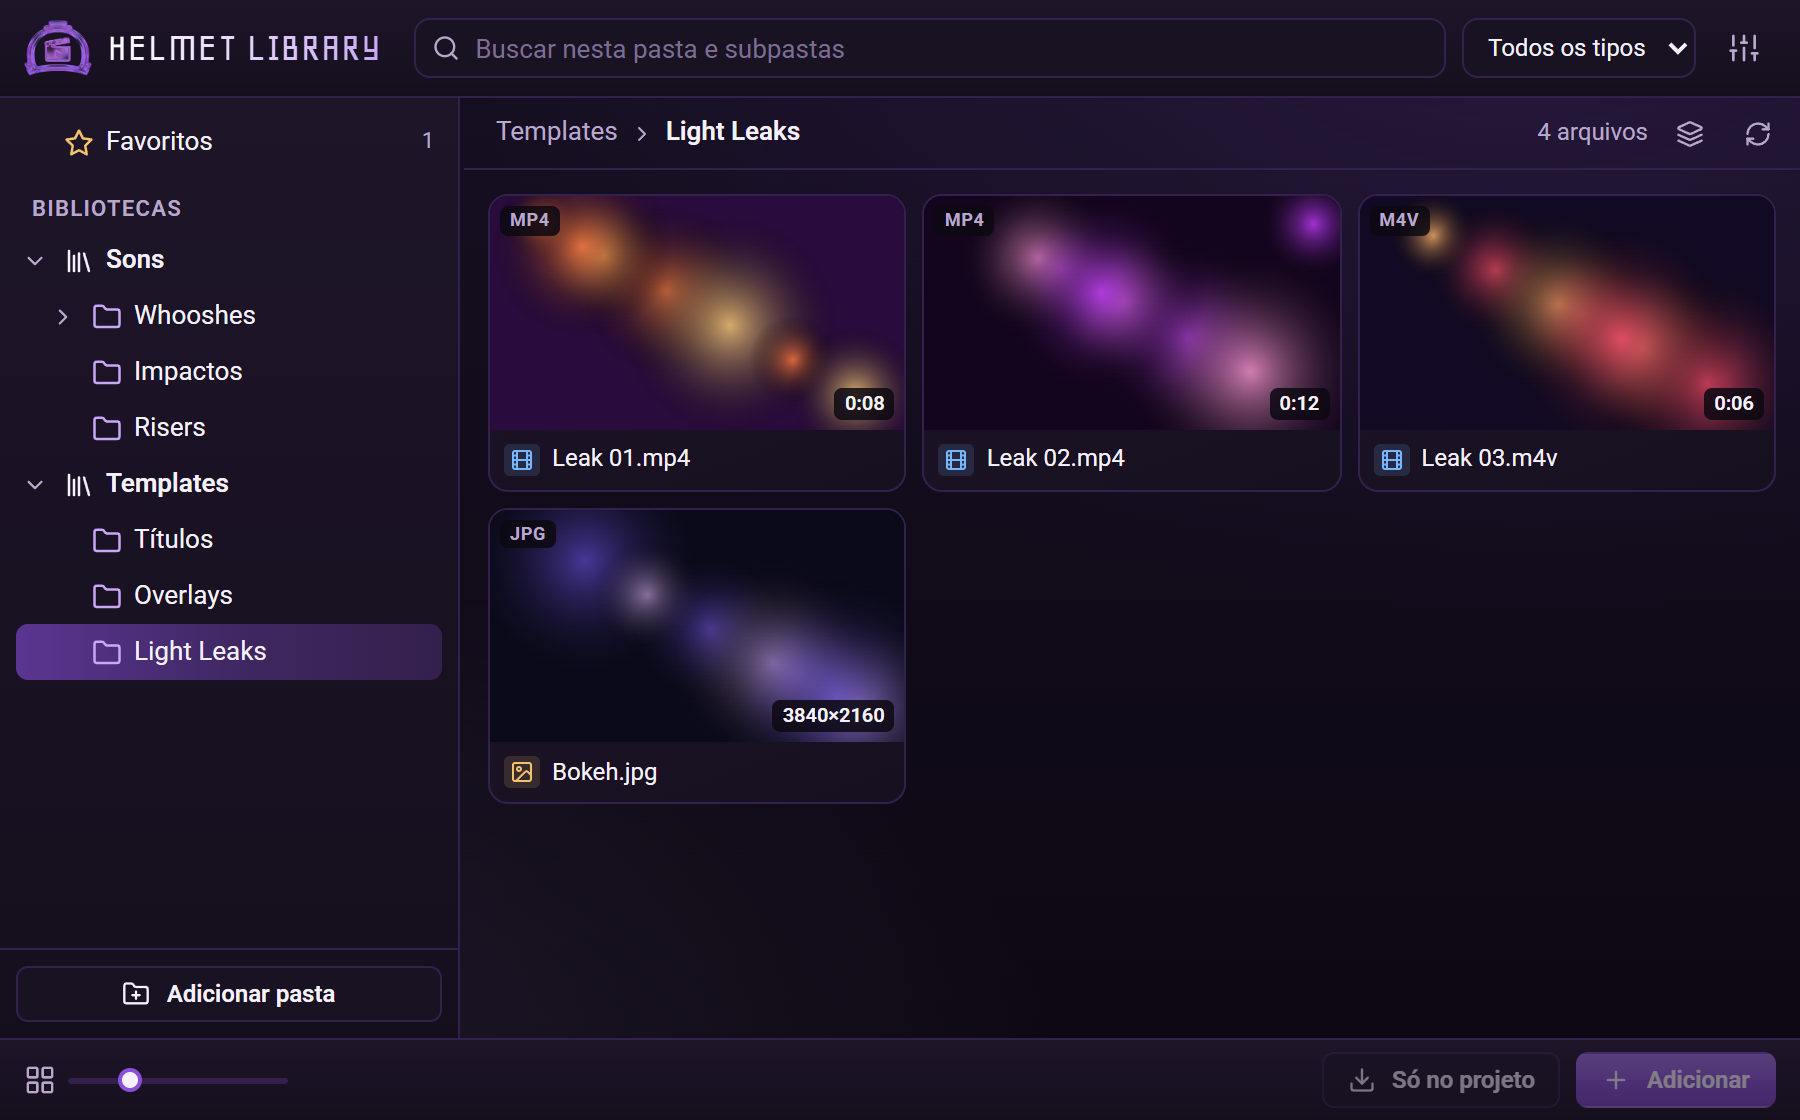 HELMET LIBRARY
Buscar nesta pasta e subpastas
Todos os tipos
Favoritos
1
BIBLIOTECAS
Sons
Whooshes
Impactos
Risers
Templates
Títulos
Overlays
Light Leaks
Adicionar pasta
Templates > Light Leaks
4 arquivos
MP4
0:08
Leak 01.mp4
MP4
0:12
Leak 02.mp4
M4V
0:06
Leak 03.m4v
JPG
3840×2160
Bokeh.jpg
Só no projeto
Adicionar